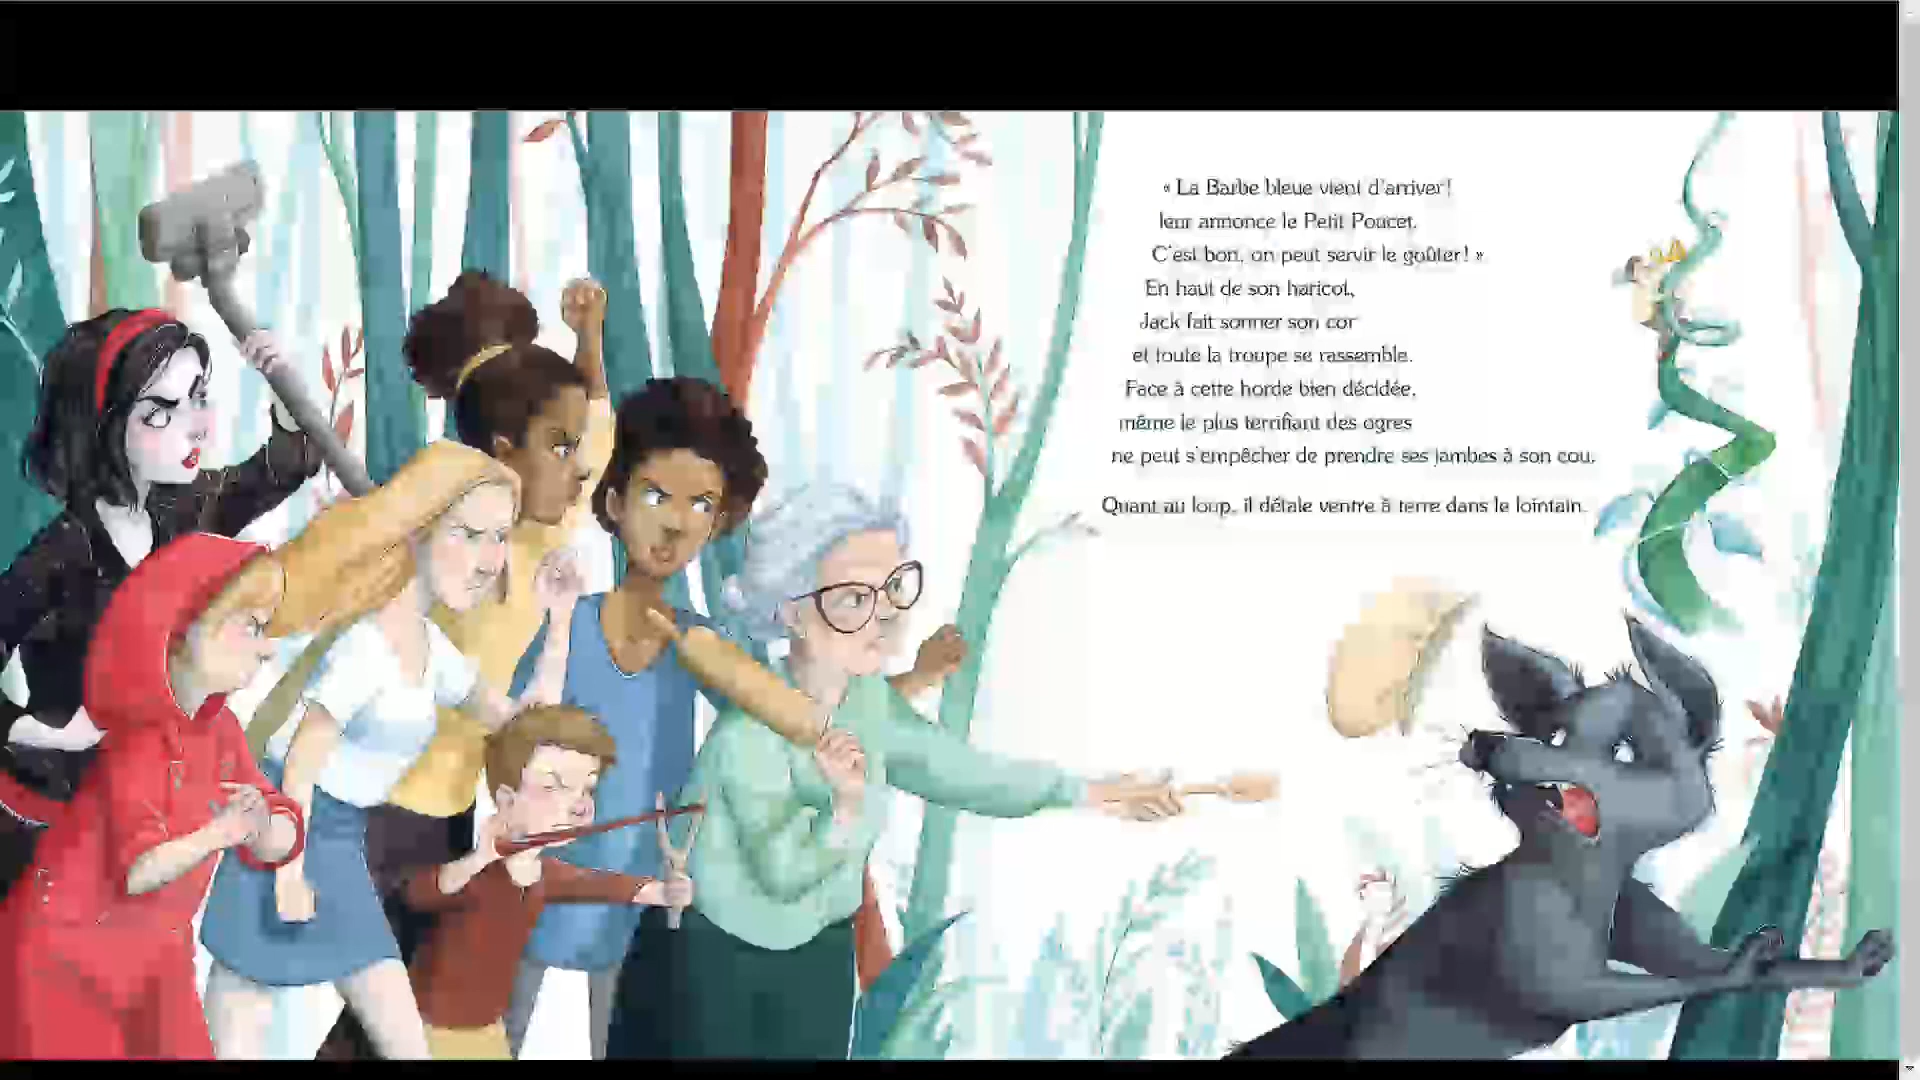 « La Barbe bleue vient d'arriver!
leur annonce le Petit Poucet.
C'est bon, on peut servir le goûter! »
En haut de son haricot,
Jack fait sonner son cor
et toute la troupe se rassemble.
Face à cette horde bien décidée,
même le plus terrifiant des ogres
ne peut s'empêcher de prendre ses jambes à son cou.
Quant au loup, il détale ventre à terre dans le lointain.